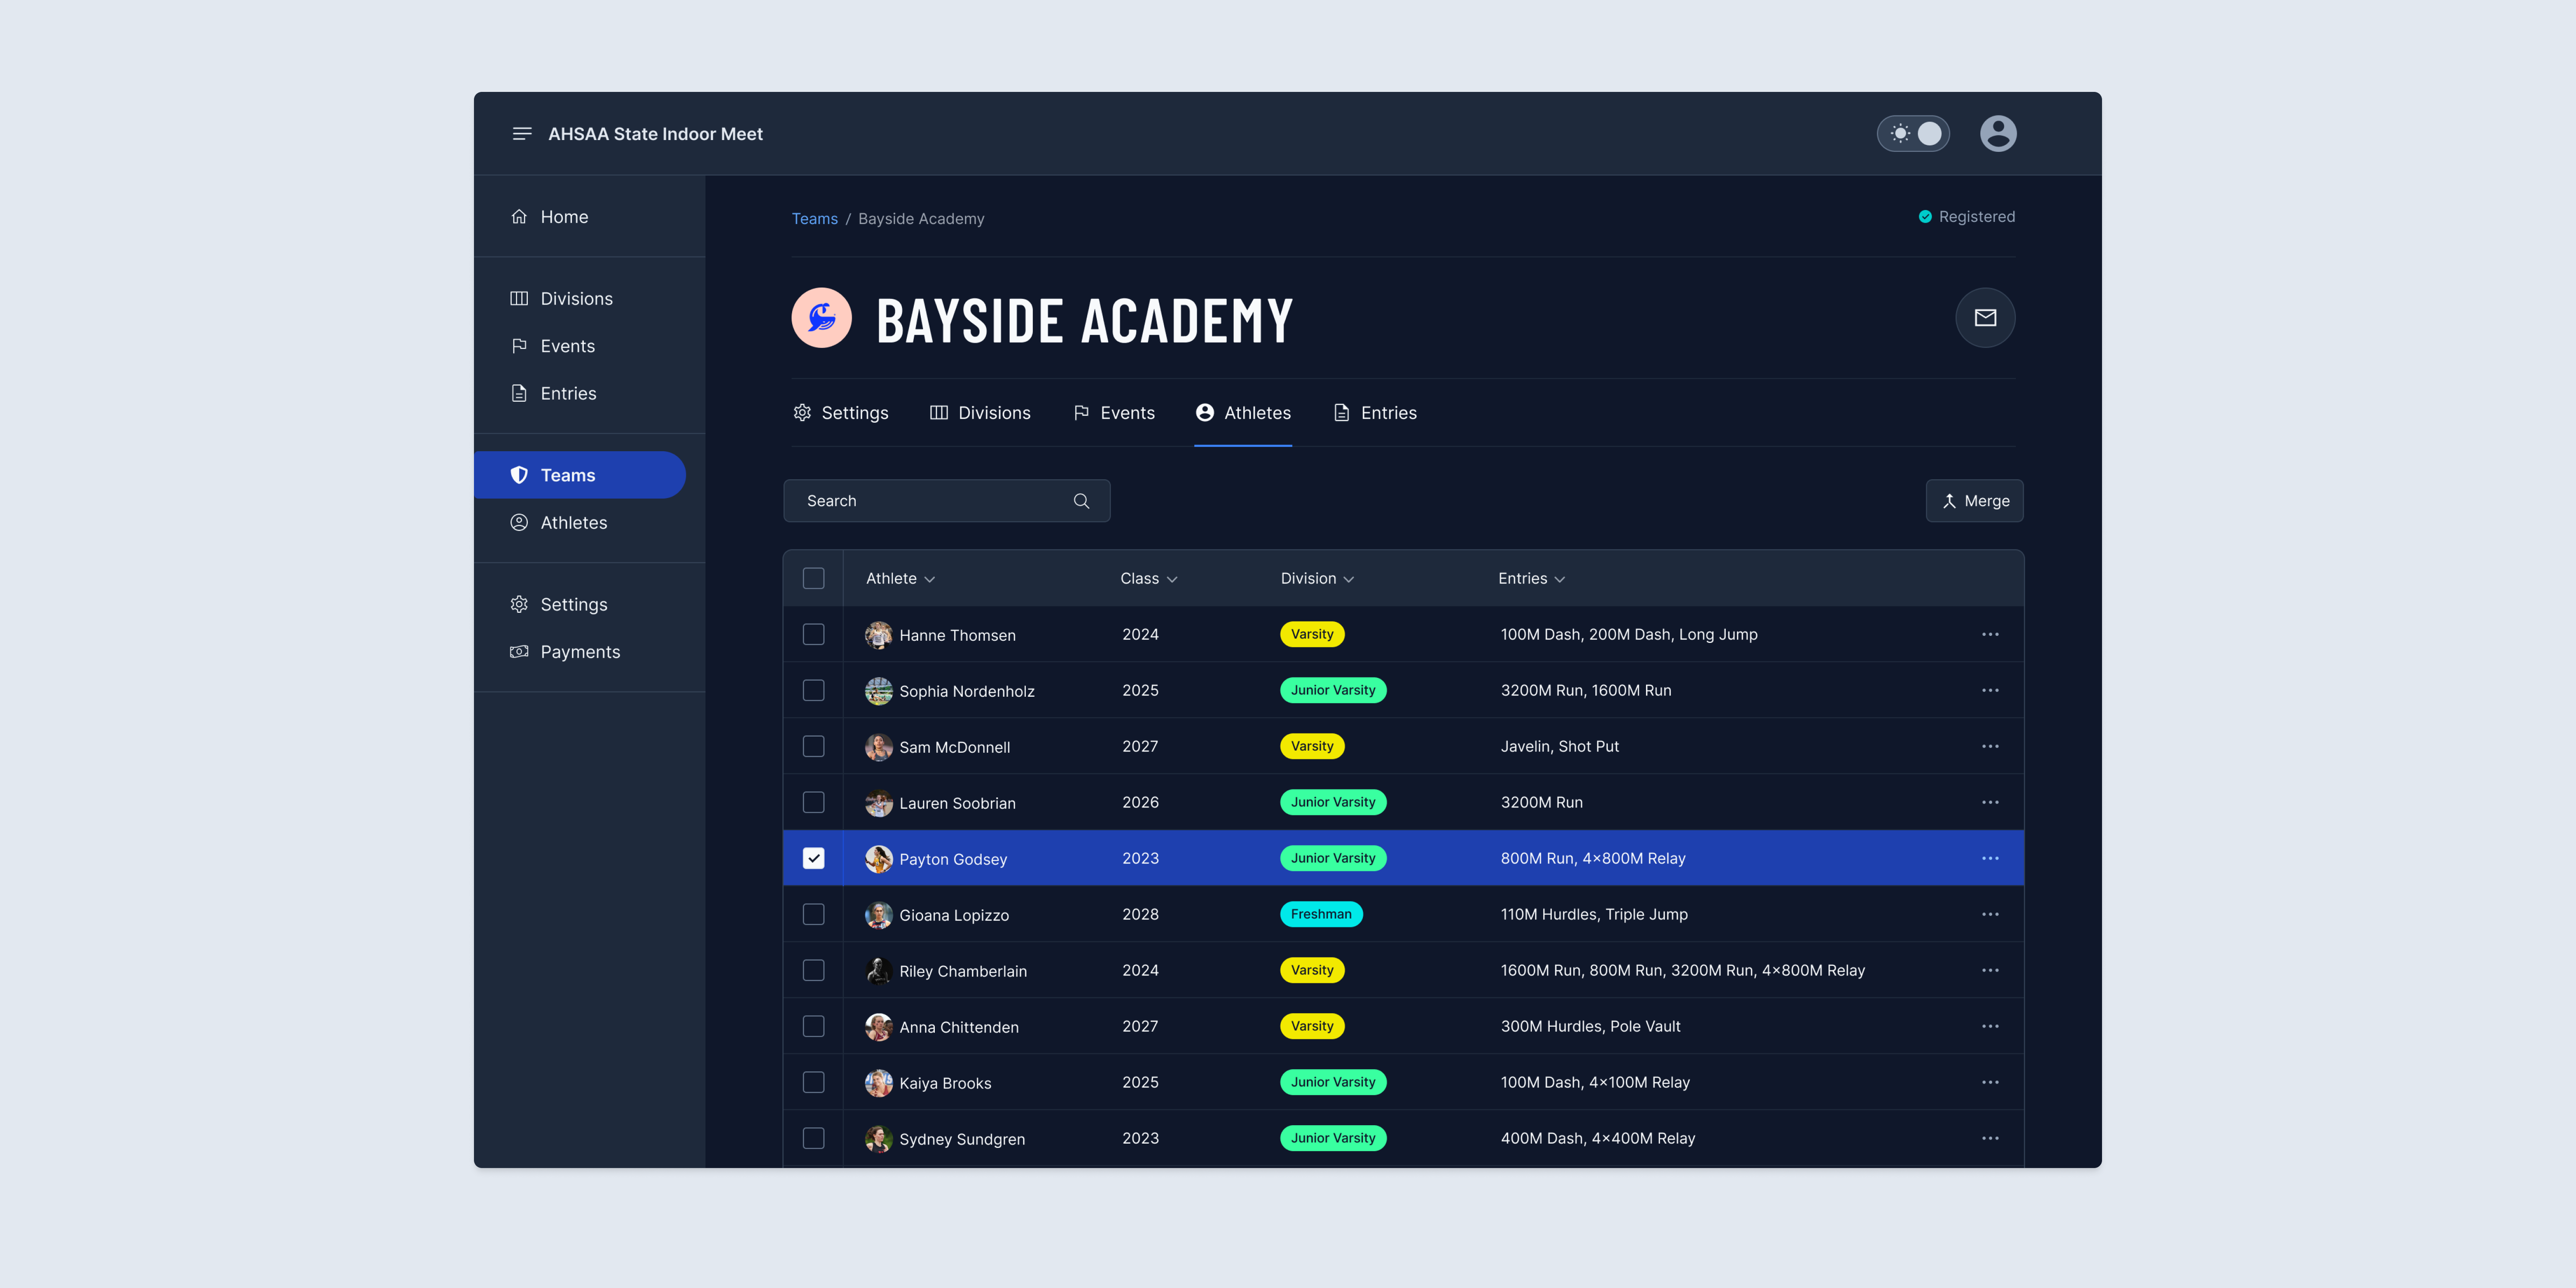 AHSAA State Indoor Meet
Home
Divisions
Events
Entries
Teams
Athletes
Settings
Payments
Teams / Bayside Academy
Registered
BAYSIDE ACADEMY
Settings Divisions Events Athletes Entries
Search
Merge
Athlete Class Division Entries
Hanne Thomsen 2024 Varsity 100M Dash, 200M Dash, Long Jump
Sophia Nordenholz 2025 Junior Varsity 3200M Run, 1600M Run
Sam McDonnell 2027 Varsity Javelin, Shot Put
Lauren Soobrian 2026 Junior Varsity 3200M Run
Payton Godsey 2023 Junior Varsity 800M Run, 4×800M Relay
Gioana Lopizzo 2028 Freshman 110M Hurdles, Triple Jump
Riley Chamberlain 2024 Varsity 1600M Run, 800M Run, 3200M Run, 4×800M Relay
Anna Chittenden 2027 Varsity 300M Hurdles, Pole Vault
Kaiya Brooks 2025 Junior Varsity 100M Dash, 4×100M Relay
Sydney Sundgren 2023 Junior Varsity 400M Dash, 4×400M Relay